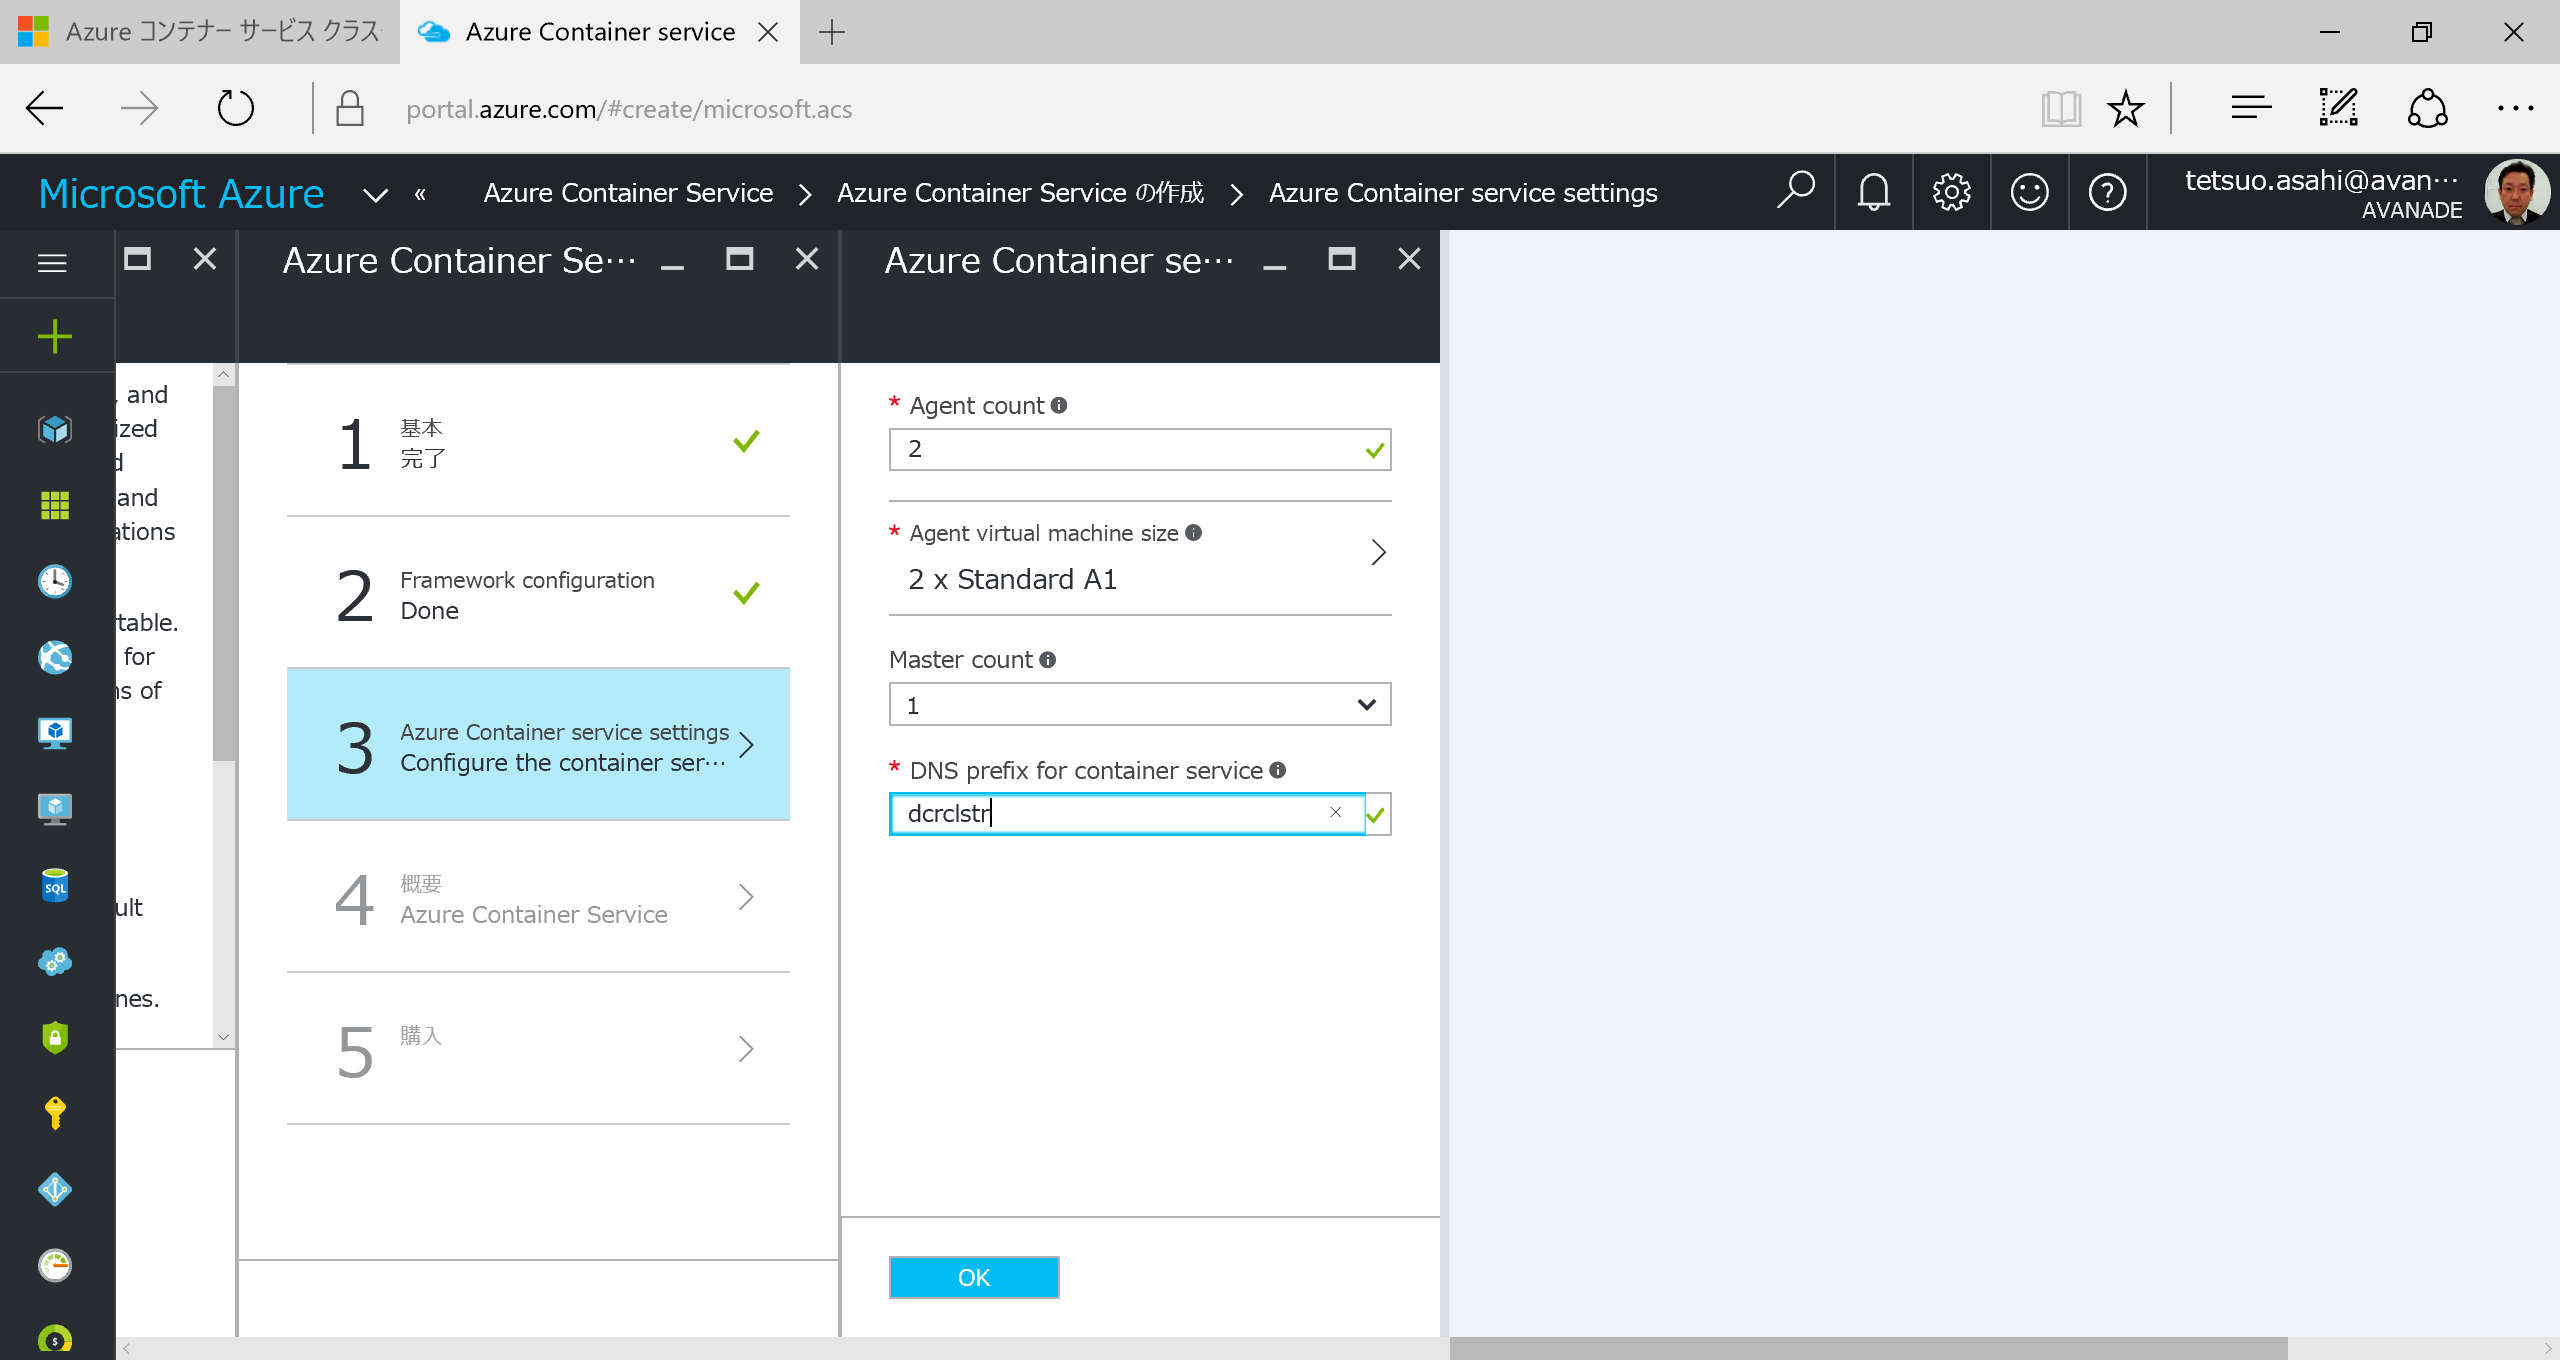 Azure コンテナー サービス クラス
Azure Container service
portal.azure.com/#create/microsoft.acs
Microsoft Azure
«
Azure Container Service
Azure Container Service の作成
Azure Container service settings
tetsuo.asahi@avan…
AVANADE
and
ized
d
and
ations
table.
for
ns of
ult
nes.
Azure Container Se…
1
基本
完了
2
Framework configuration
Done
3
Azure Container service settings
Configure the container ser…
4
概要
Azure Container Service
5
購入
Azure Container se…
* Agent count
2
* Agent virtual machine size
2 x Standard A1
Master count
1
* DNS prefix for container service
dcrclstr
OK
SQL